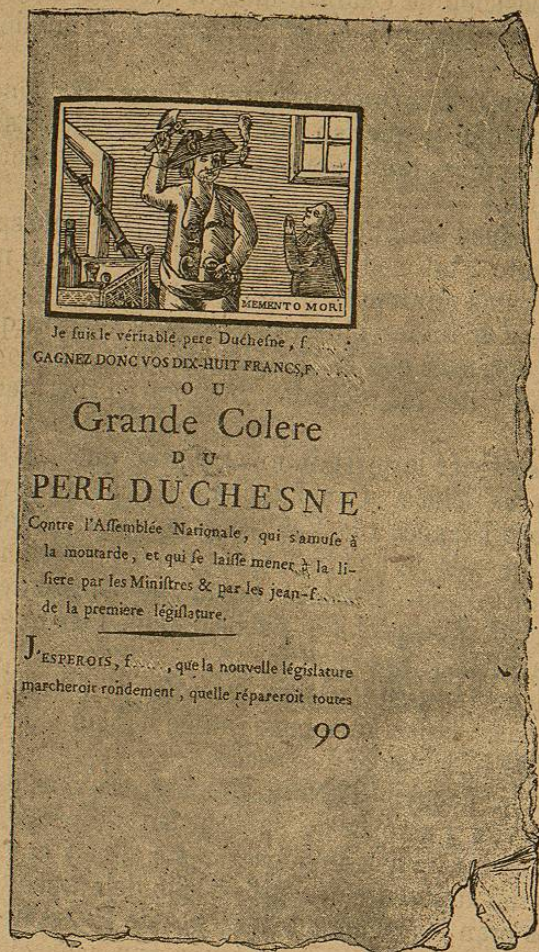 MEMENTO MORI
Je suis le véritable pere Duchesne, f.....:
GAGNEZ DONC VOS DIX-HUIT FRANCS, F.....
OU
Grande Colere
DU
PERE DUCHESNE
Contre l'Assemblée Nationale, qui s'amuse à
la moutarde, et qui se laisse mener à la li-
siere par les Ministres & par les jean-f......
de la premiere législature.
J'ESPEROIS, f....., que la nouvelle législature
marcheroit rondement, quelle répareroit toutes
90